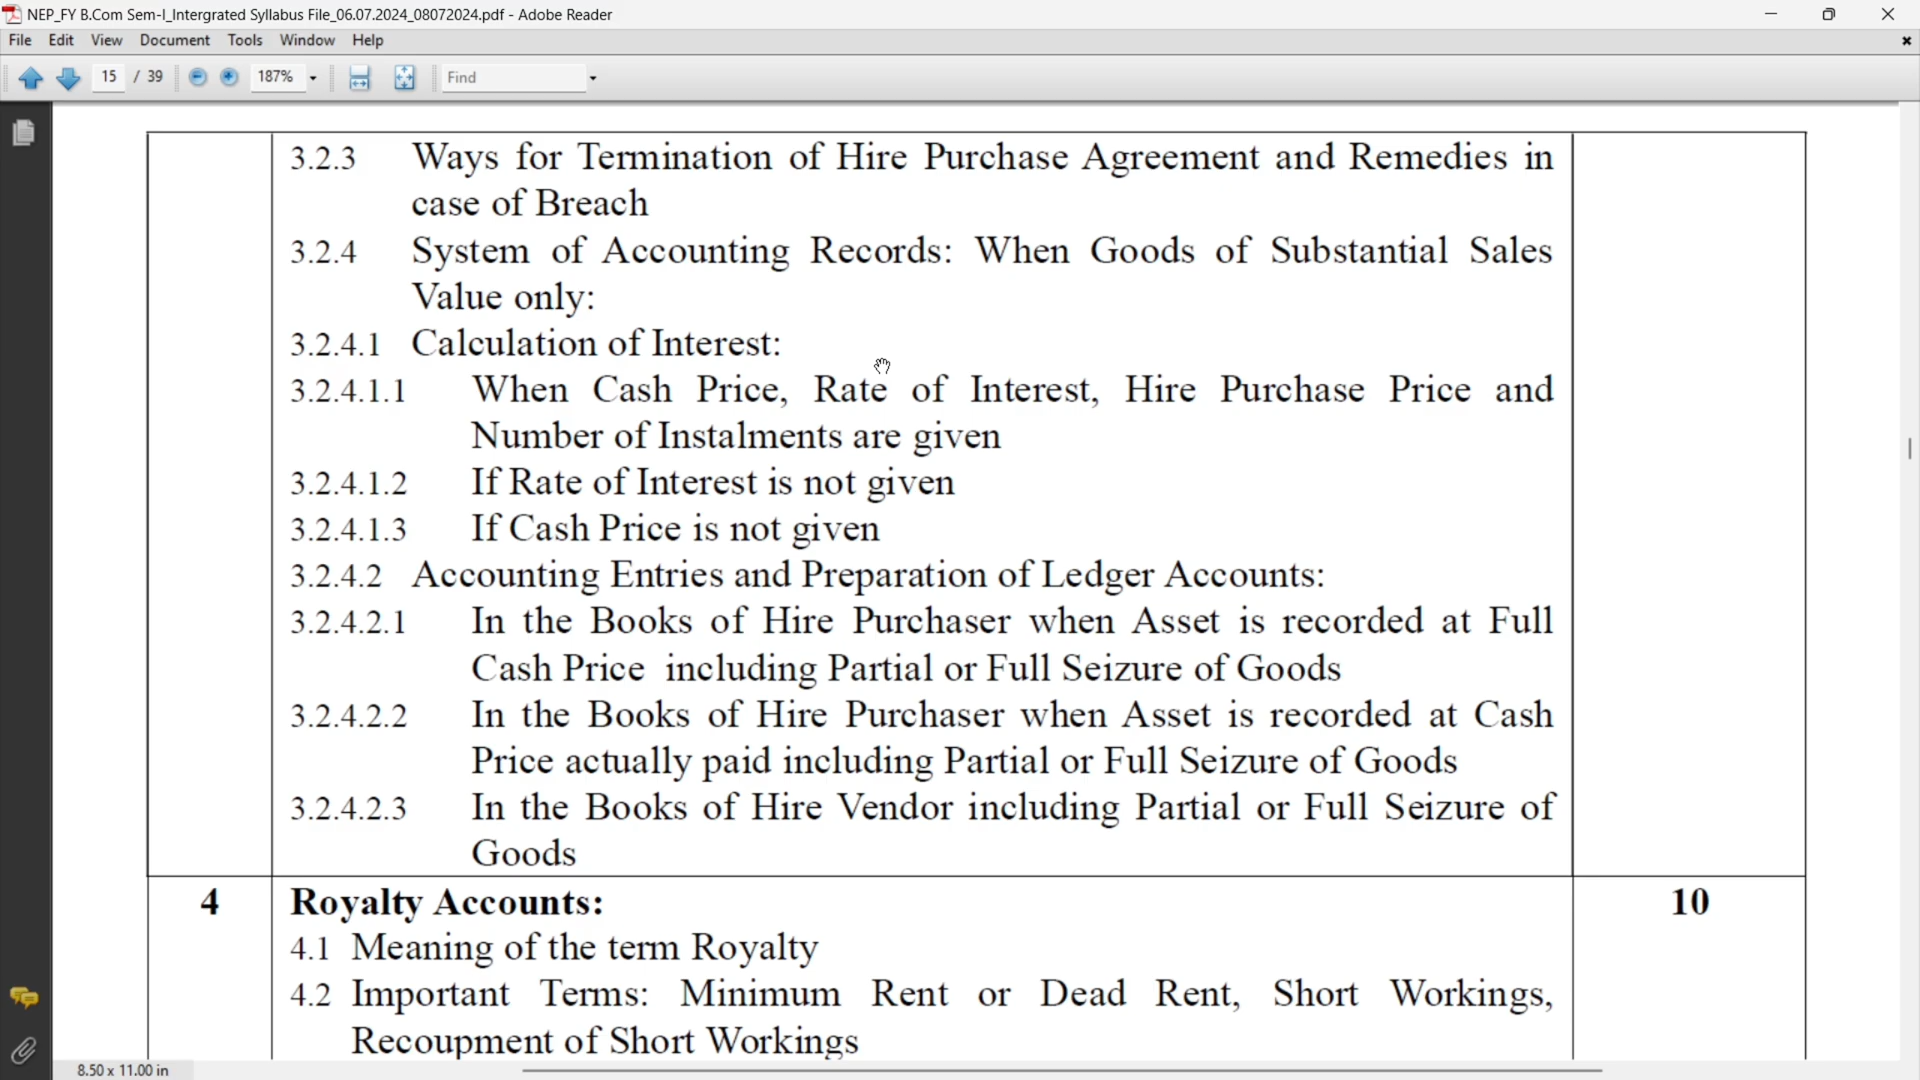 NEP_FY B.Com Sem-I_Intergrated Syllabus File_06.07.2024_08072024.pdf - Adobe Reader
File Edit View Document Tools Window Help
15 / 39 187% Find
3.2.3 Ways for Termination of Hire Purchase Agreement and Remedies in
case of Breach
3.2.4 System of Accounting Records: When Goods of Substantial Sales
Value only:
3.2.4.1 Calculation of Interest:
3.2.4.1.1 When Cash Price, Rate of Interest, Hire Purchase Price and
Number of Instalments are given
3.2.4.1.2 If Rate of Interest is not given
3.2.4.1.3 If Cash Price is not given
3.2.4.2 Accounting Entries and Preparation of Ledger Accounts:
3.2.4.2.1 In the Books of Hire Purchaser when Asset is recorded at Full
Cash Price including Partial or Full Seizure of Goods
3.2.4.2.2 In the Books of Hire Purchaser when Asset is recorded at Cash
Price actually paid including Partial or Full Seizure of Goods
3.2.4.2.3 In the Books of Hire Vendor including Partial or Full Seizure of
Goods
4 Royalty Accounts: 10
4.1 Meaning of the term Royalty
4.2 Important Terms: Minimum Rent or Dead Rent, Short Workings,
Recoupment of Short Workings
8.50 x 11.00 in